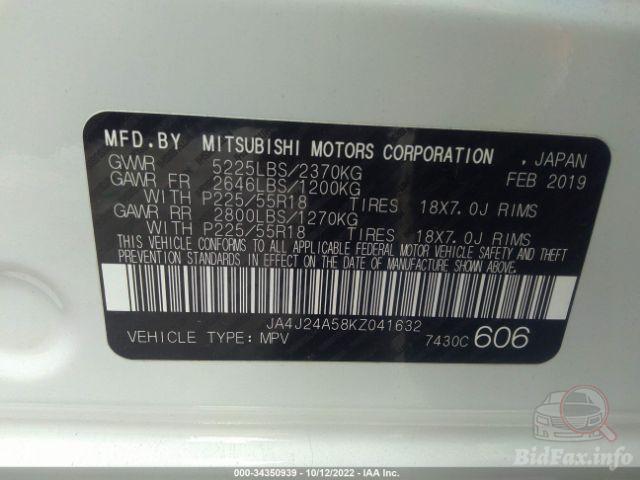 MFD.BY MITSUBISHI MOTORS CORPORATION . JAPAN
GVWR 5225LBS/2370KG FEB 2019
GAWR FR 2646LBS/1200KG
WITH P225/55R18 TIRES 18X7.0J RIMS
GAWR RR 2800LBS/1270KG
WITH P225/55R18 TIRES 18X7.0J RIMS
THIS VEHICLE CONFORMS TO ALL APPLICABLE FEDERAL MOTOR VEHICLE SAFETY AND THEFT
PREVENTION STANDARDS IN EFFECT ON THE DATE OF MANUFACTURE SHOWN ABOVE.
JA4J24A58KZ041632
VEHICLE TYPE: MPV 7430C 606
BidFax.info
000-34350939 - 10/12/2022 - IAA Inc.